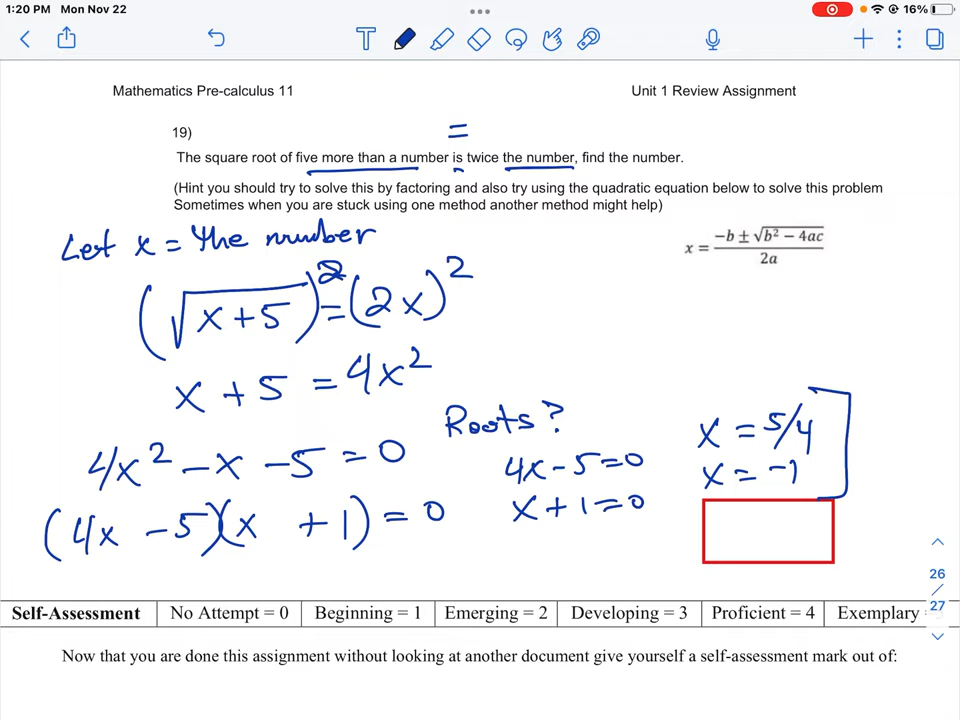 1:20 PM Mon Nov 22
16%
T
Mathematics Pre-calculus 11 Unit 1 Review Assignment
19)
=
The square root of five more than a number is twice the number, find the number.
(Hint you should try to solve this by factoring and also try using the quadratic equation below to solve this problem
Sometimes when you are stuck using one method another method might help)
x = (-b ± √(b² - 4ac)) / 2a
Let x = the number
(√(x + 5))² = (2x)²
x + 5 = 4x²
4x² - x - 5 = 0
(4x - 5)(x + 1) = 0
Roots?
4x - 5 = 0
x + 1 = 0
x = 5/4
x = -1
26
/
27
Self-Assessment No Attempt = 0 Beginning = 1 Emerging = 2 Developing = 3 Proficient = 4 Exemplary
Now that you are done this assignment without looking at another document give yourself a self-assessment mark out of: